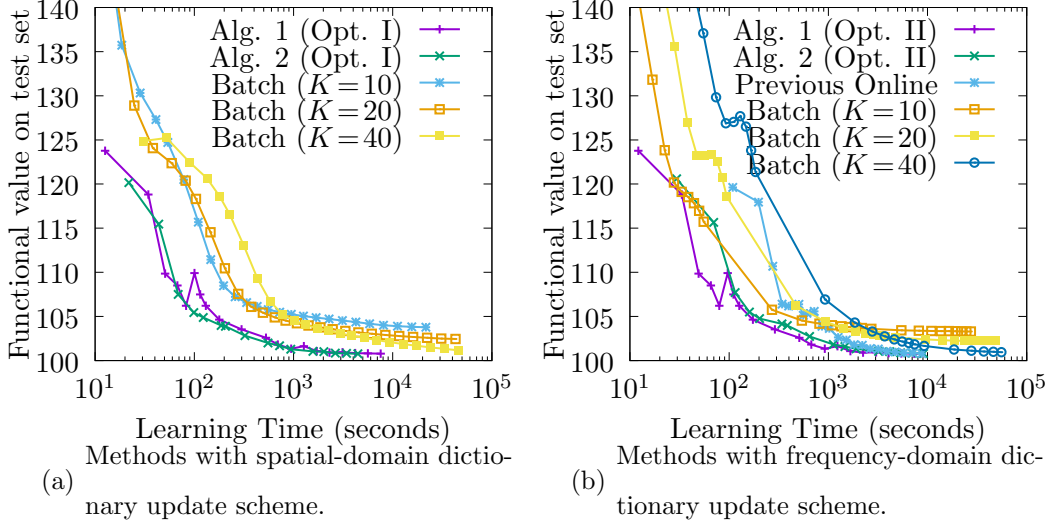 Functional value on test set
140
135
130
125
120
115
110
105
100
Alg. 1 (Opt. I)
Alg. 2 (Opt. I)
Batch (K = 10)
Batch (K = 20)
Batch (K = 40)
10^1 10^2 10^3 10^4 10^5
Learning Time (seconds)
(a) Methods with spatial-domain dictio-
nary update scheme.
Functional value on test set
140
135
130
125
120
115
110
105
100
Alg. 1 (Opt. II)
Alg. 2 (Opt. II)
Previous Online
Batch (K = 10)
Batch (K = 20)
Batch (K = 40)
10^1 10^2 10^3 10^4 10^5
Learning Time (seconds)
(b) Methods with frequency-domain dic-
tionary update scheme.